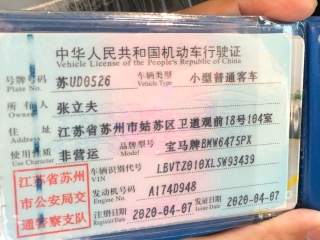 中华人民共和国机动车行驶证
Vehicle License of the People's Republic of China
号牌号码 Plate No. 苏UD0526 车辆类型 Vehicle Type 小型普通客车
所有人 Owner 张立夫
住址 Address 江苏省苏州市姑苏区卫道观前18号104室
使用性质 Use Character 非营运 品牌型号 Model 宝马牌BMW6475PX
江苏省苏州市公安局交通警察支队
车辆识别代号 VIN LBVTZ010XLSW93439
发动机号码 Engine No. A174D948
注册日期 Register Date 2020-04-07 发证日期 Issue Date 2020-04-07